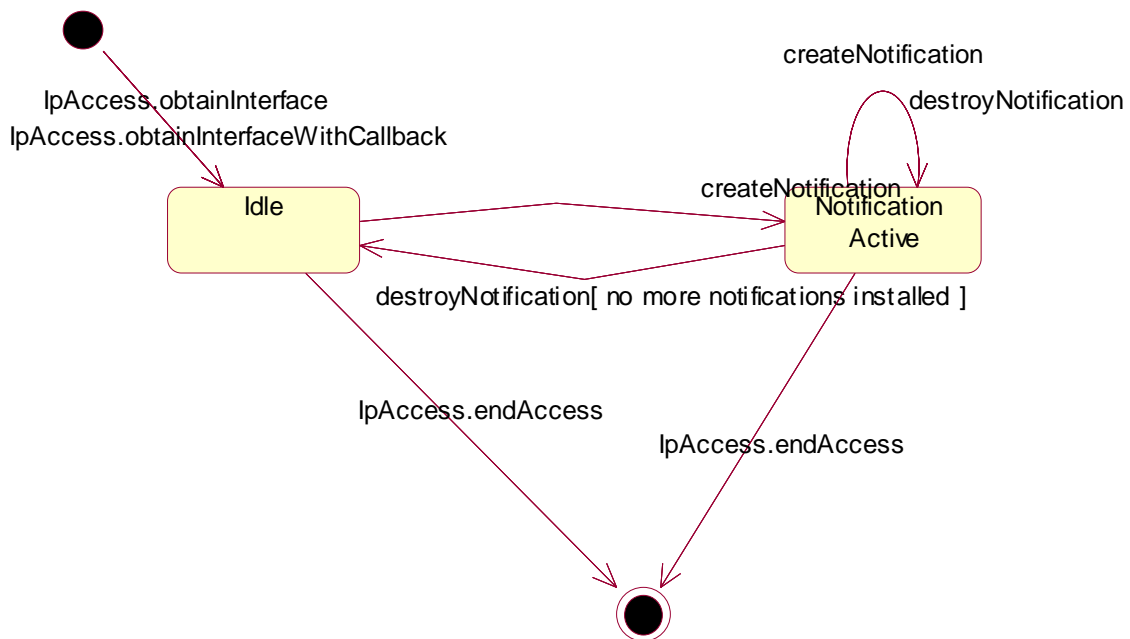 createNotification
IpAccess.obtainInterface
destroyNotification
IpAccess.obtainInterfaceWithCallback
createNotification
Idle
Notification
Active
destroyNotification[ no more notifications installed ]
IpAccess.endAccess
IpAccess.endAccess